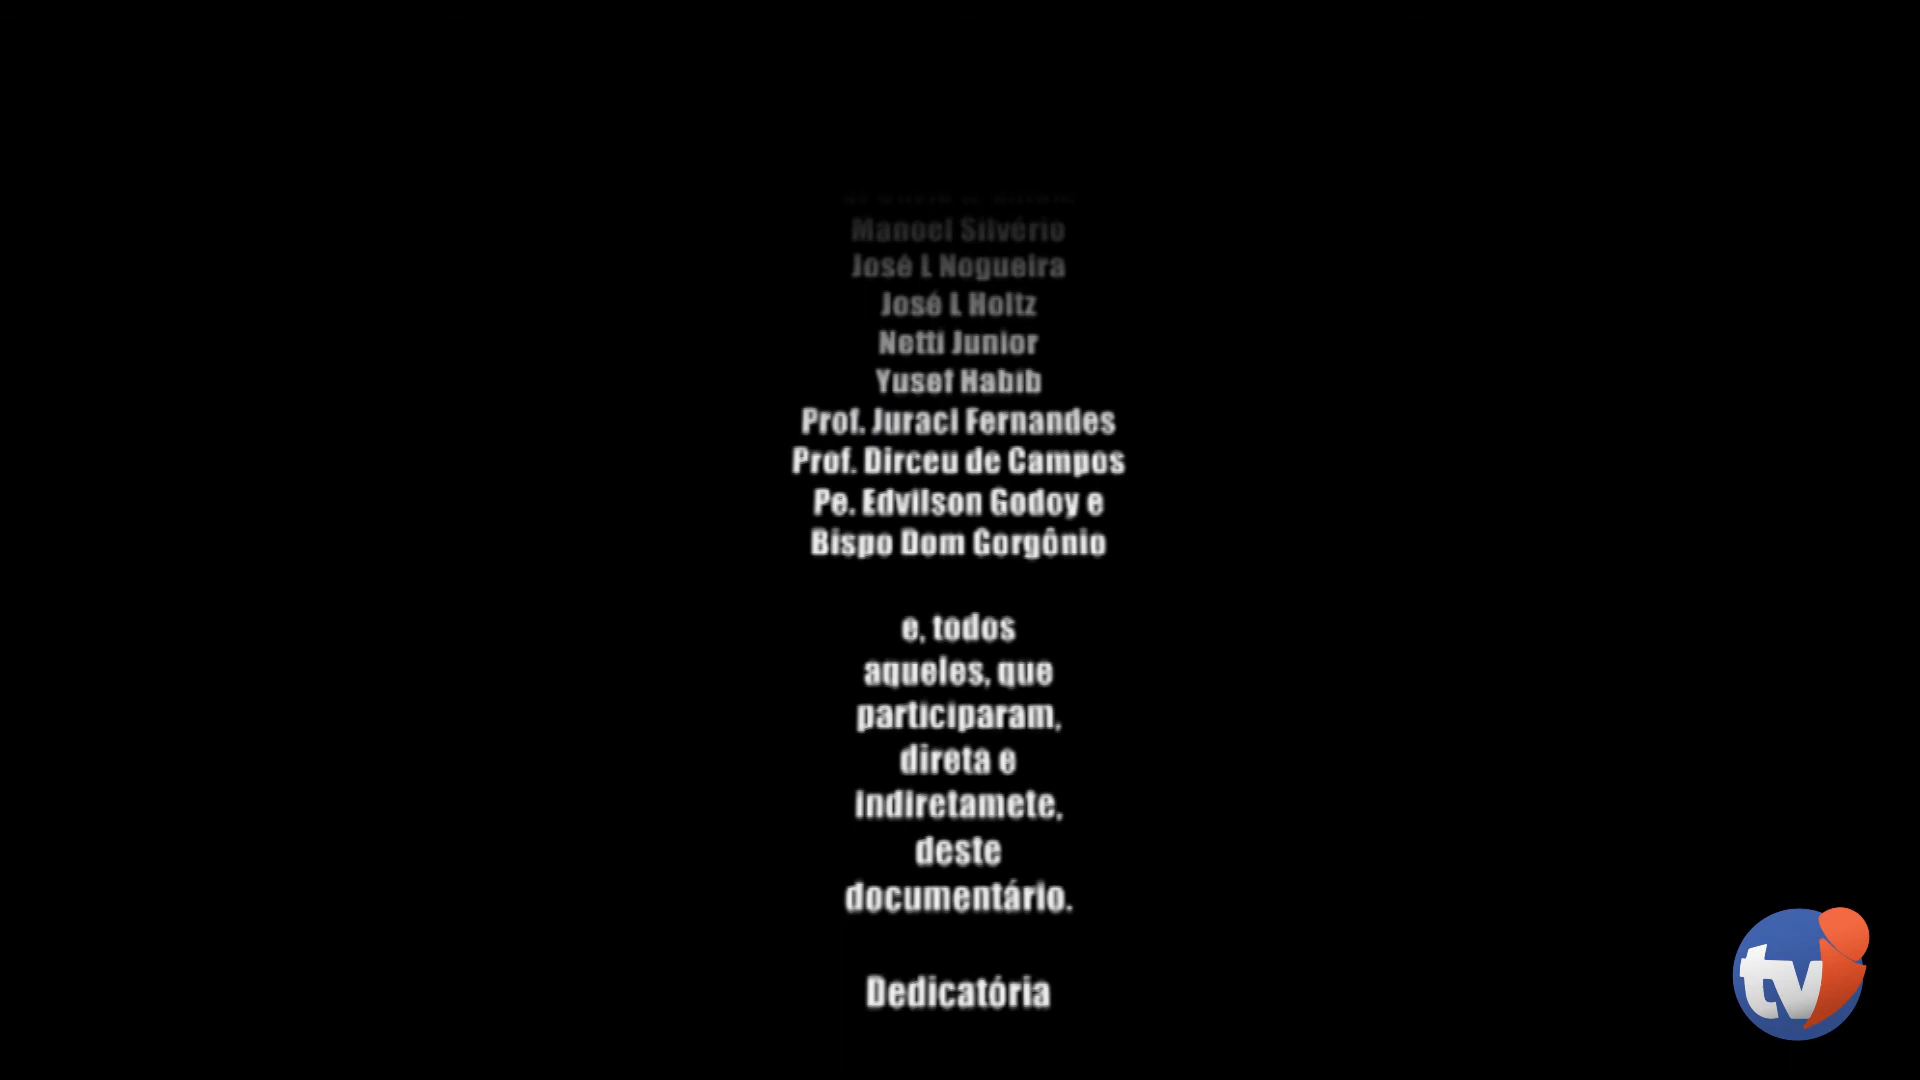 Manoel Silvério
José L Nogueira
José L Holtz
Netti Junior
Yusef Habib
Prof. Juraci Fernandes
Prof. Dirceu de Campos
Pe. Edvilson Godoy e
Bispo Dom Gorgônio
e, todos
aqueles, que
participaram,
direta e
indiretamete,
deste
documentário.
Dedicatória
tvi